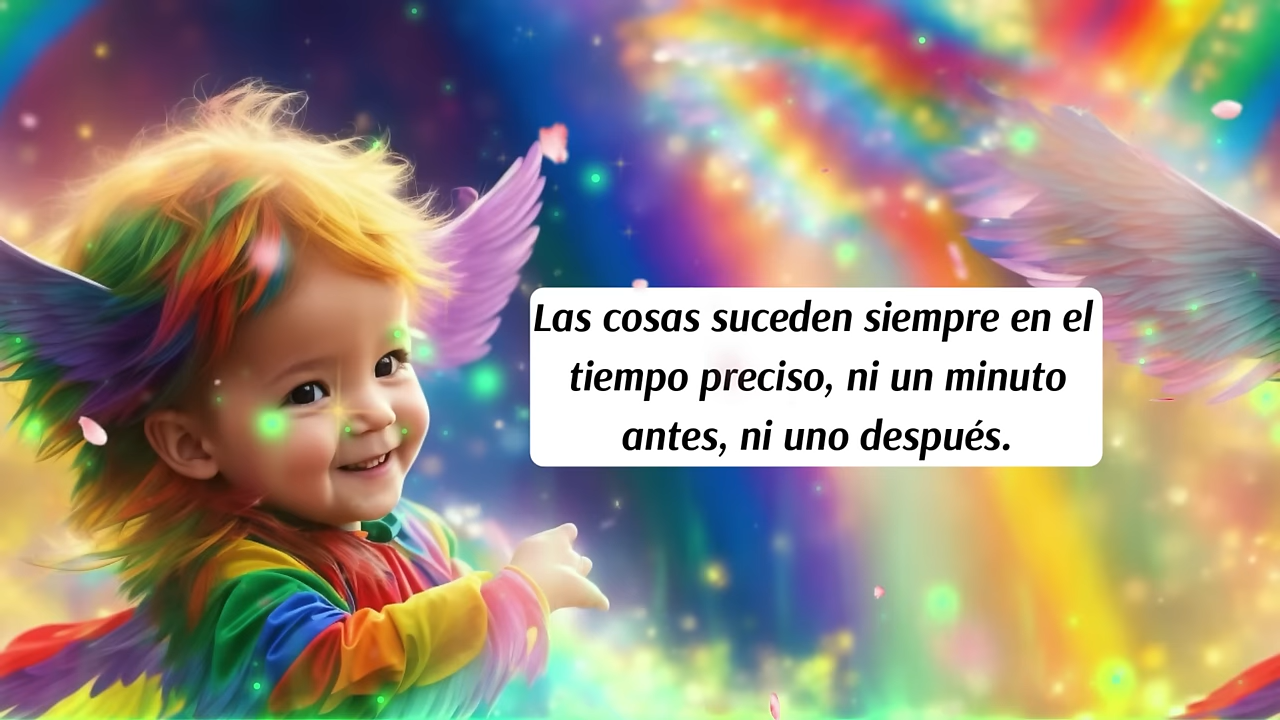 Las cosas suceden siempre en el
tiempo preciso, ni un minuto
antes, ni uno después.